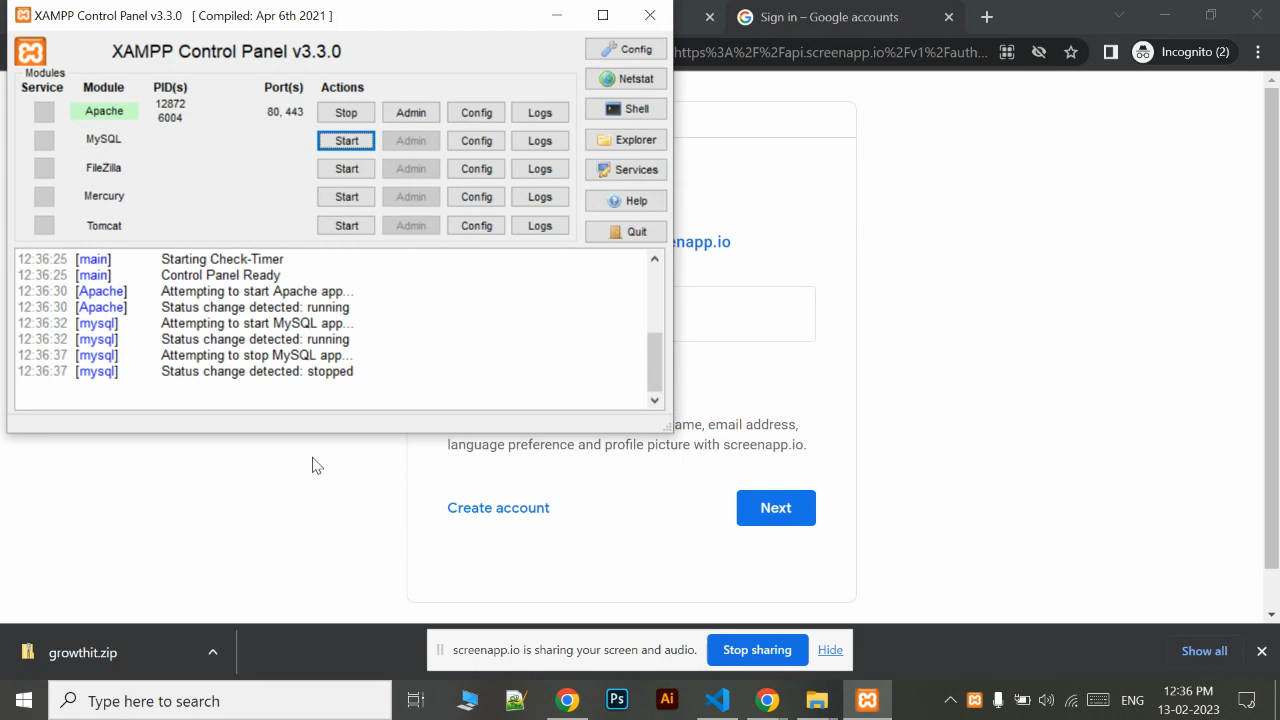 XAMPP Control Panel v3.3.0 [ Compiled: Apr 6th 2021 ]
Sign in – Google accounts
XAMPP Control Panel v3.3.0
Config
https%3A%2F%2Fapi.screenapp.io%2Fv1%2Fauth...
Incognito (2)
Modules
Service Module PID(s) Port(s) Actions
Netstat
Apache 12872 6004 80, 443 Stop Admin Config Logs
Shell
MySQL Start Admin Config Logs
Explorer
FileZilla Start Admin Config Logs
Services
Mercury Start Admin Config Logs
Help
Tomcat Start Admin Config Logs
Quit
enapp.io
12:36:25 [main] Starting Check-Timer
12:36:25 [main] Control Panel Ready
12:36:30 [Apache] Attempting to start Apache app...
12:36:30 [Apache] Status change detected: running
12:36:32 [mysql] Attempting to start MySQL app...
12:36:32 [mysql] Status change detected: running
12:36:37 [mysql] Attempting to stop MySQL app...
12:36:37 [mysql] Status change detected: stopped
ame, email address,
language preference and profile picture with screenapp.io.
Create account
Next
growthit.zip
screenapp.io is sharing your screen and audio.
Stop sharing
Hide
Show all
Type here to search
Ps
Ai
ENG
12:36 PM
13-02-2023